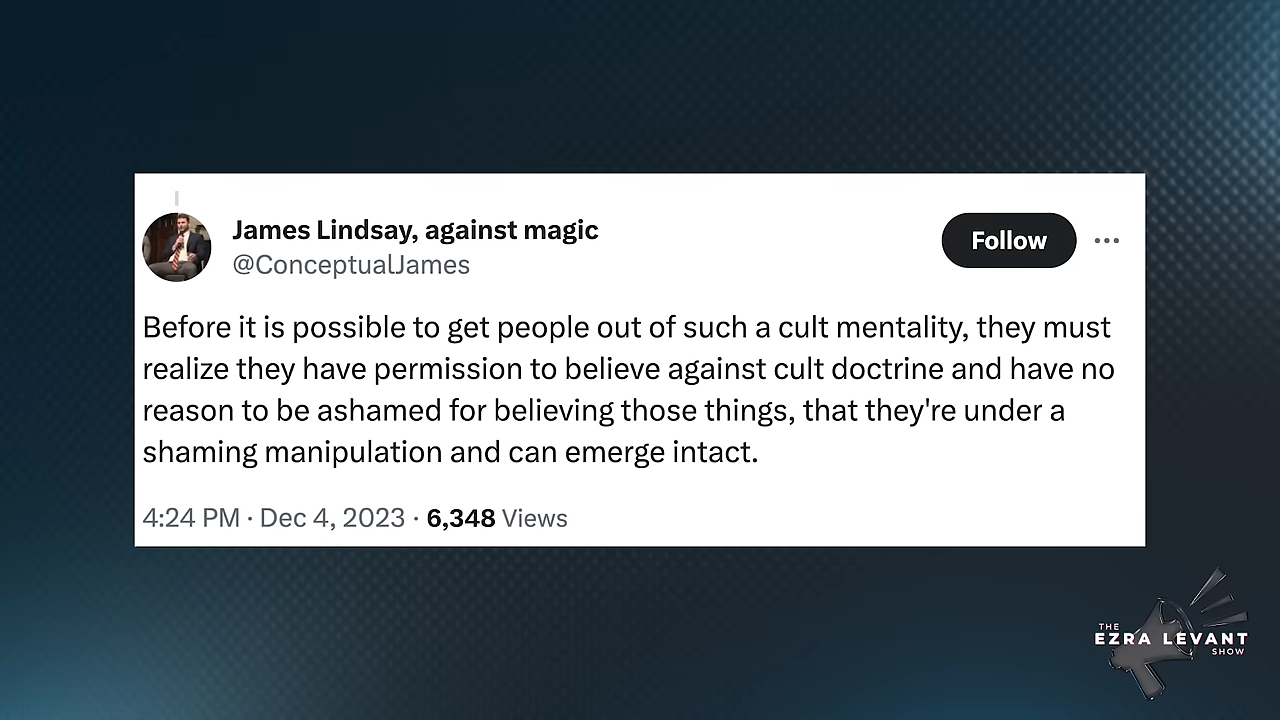 James Lindsay, against magic
@ConceptualJames
Follow
Before it is possible to get people out of such a cult mentality, they must
realize they have permission to believe against cult doctrine and have no
reason to be ashamed for believing those things, that they're under a
shaming manipulation and can emerge intact.
4:24 PM · Dec 4, 2023 · 6,348 Views
THE
EZRA LEVANT
SHOW